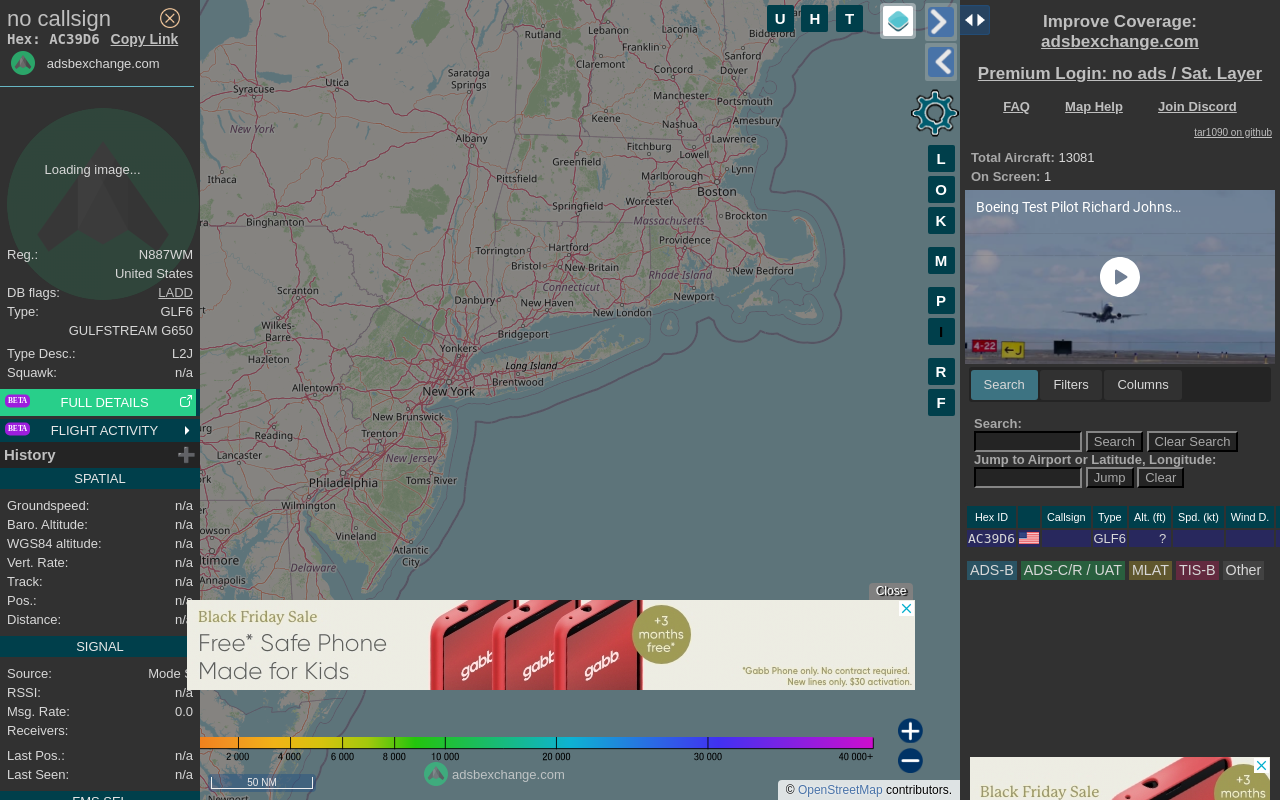 no callsign
Hex: AC39D6 Copy Link
adsbexchange.com
Loading image...
Reg.: N887WM
United States
DB flags: LADD
Type: GLF6
GULFSTREAM G650
Type Desc.: L2J
Squawk: n/a
BETA FULL DETAILS
BETA FLIGHT ACTIVITY
History
SPATIAL
Groundspeed: n/a
Baro. Altitude: n/a
WGS84 altitude: n/a
Vert. Rate: n/a
Track: n/a
Pos.: n/a
Distance: n/a
SIGNAL
Source: Mode S
RSSI: n/a
Msg. Rate: 0.0
Receivers:
Last Pos.: n/a
Last Seen: n/a
FMS SEL
U H T
L
O
K
M
P
I
R
F
Rutland
Lebanon
Laconia
Biddeford
Franklin
Sanford
Claremont
Concord
Dover
Saratoga
Springs
Utica
Syracuse
Manchester
Portsmouth
Keene
Nashua
Amesbury
New York
Albany
Lawrence
Fitchburg
Greenfield
Lowell
Lynn
Ithaca
Pittsfield
Marlborough
Boston
Worcester
Springfield
Massachusetts
Brockton
Binghamton
Providence
Hartford
Torrington
Bristol
New Britain
Rhode Island
New Bedford
Connecticut
Scranton
Danbury
New Haven
Newport
New London
Wilkes-
Barre
Bridgeport
Hazleton
Yonkers
Long Island
Allentown
New York
Brentwood
New Brunswick
Reading
Trenton
Lancaster
New Jersey
Philadelphia
Toms River
Wilmington
Vineland
Atlantic
City
Annapolis
Delaware
Close
Black Friday Sale
Free* Safe Phone
Made for Kids
gabb
gabb
gabb
+3
months
free*
*Gabb Phone only. No contract required.
New lines only. $30 activation.
2 000 4 000 6 000 8 000 10 000 20 000 30 000 40 000+
adsbexchange.com
50 NM
© OpenStreetMap contributors.
Improve Coverage:
adsbexchange.com
Premium Login: no ads / Sat. Layer
FAQ Map Help Join Discord
tar1090 on github
Total Aircraft: 13081
On Screen: 1
Boeing Test Pilot Richard Johns...
4-22
J
Search Filters Columns
Search:
Search Clear Search
Jump to Airport or Latitude, Longitude:
Jump Clear
Hex ID Callsign Type Alt. (ft) Spd. (kt) Wind D.
AC39D6 GLF6 ?
ADS-B ADS-C/R / UAT MLAT TIS-B Other
Black Friday Sale
+3
months